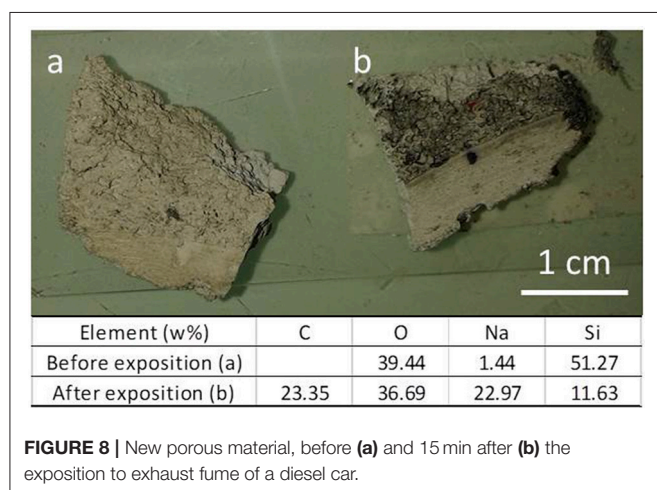 a
b
1 cm
Element (w%) C O Na Si
Before exposition (a) 39.44 1.44 51.27
After exposition (b) 23.35 36.69 22.97 11.63
FIGURE 8 | New porous material, before (a) and 15 min after (b) the
exposition to exhaust fume of a diesel car.